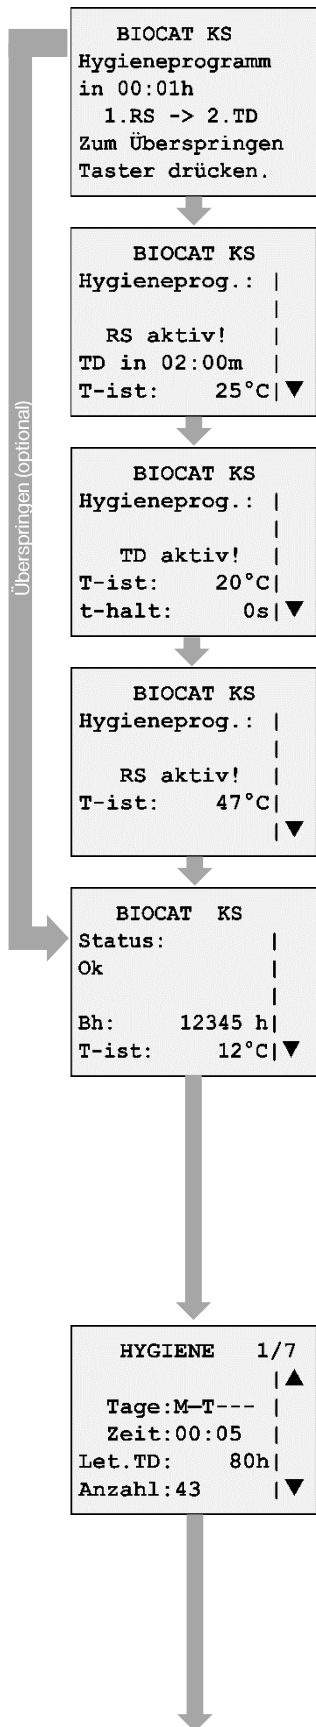 BIOCAT KS
Hygieneprogramm
in 00:01h
1.RS -> 2.TD
Zum Überspringen
Taster drücken.
Überspringen (optional)
BIOCAT KS
Hygieneprog.: |
|
RS aktiv! |
TD in 02:00m |
T-ist: 25°C| ▼
BIOCAT KS
Hygieneprog.: |
|
TD aktiv! |
T-ist: 20°C|
t-halt: 0s| ▼
BIOCAT KS
Hygieneprog.: |
|
RS aktiv! |
T-ist: 47°C|
| ▼
BIOCAT KS
Status: |
Ok |
|
Bh: 12345 h|
T-ist: 12°C| ▼
HYGIENE 1/7
| ▲
Tage:M—T--- |
Zeit:00:05 |
Let.TD: 80h|
Anzahl:43 | ▼